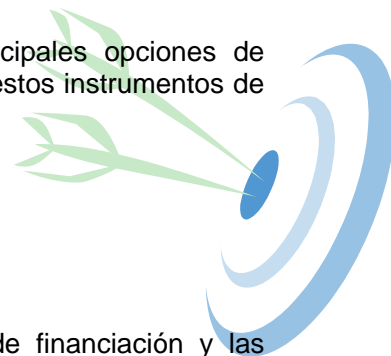 cipales opciones de
estos instrumentos de
de financiación y las